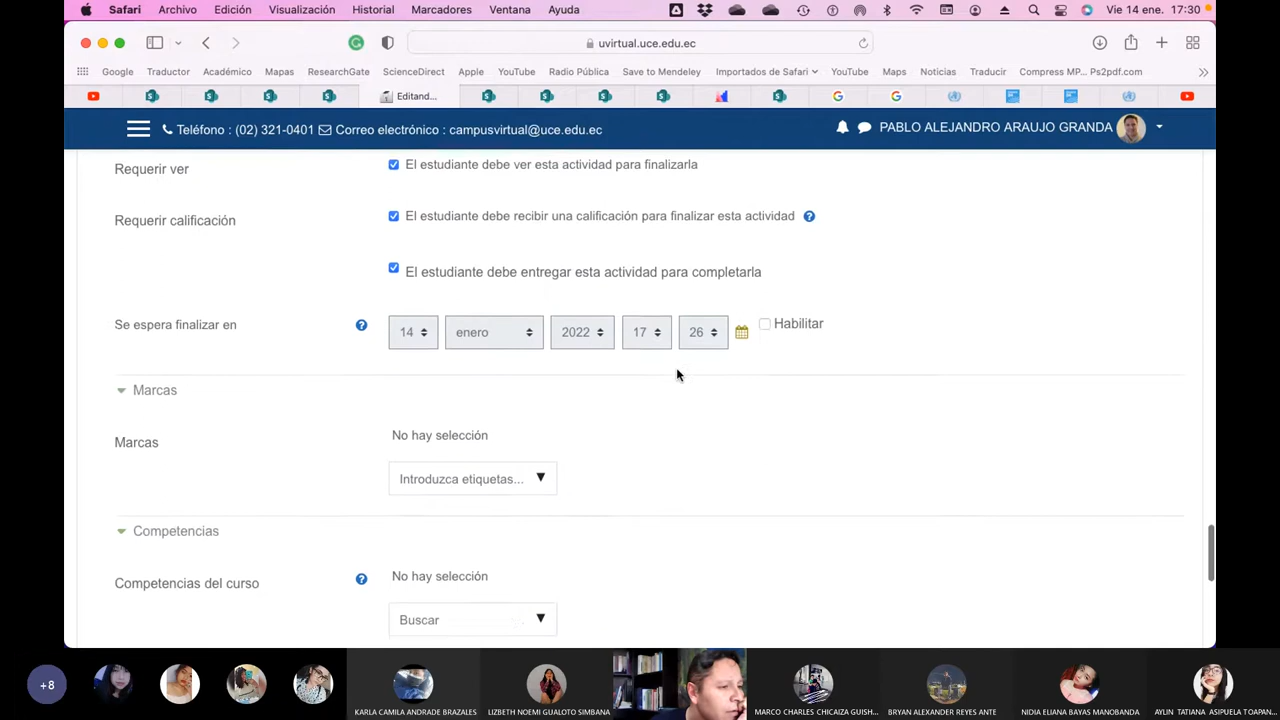 Safari Archivo Edición Visualización Historial Marcadores Ventana Ayuda Vie 14 ene. 17:30
uvirtual.uce.edu.ec
Google Traductor Académico Mapas ResearchGate ScienceDirect Apple YouTube Radio Pública Save to Mendeley Importados de Safari YouTube Maps Noticias Traducir Compress MP... Ps2pdf.com
Editand...
Teléfono : (02) 321-0401 Correo electrónico : campusvirtual@uce.edu.ec PABLO ALEJANDRO ARAUJO GRANDA
Requerir ver El estudiante debe ver esta actividad para finalizarla
Requerir calificación El estudiante debe recibir una calificación para finalizar esta actividad
El estudiante debe entregar esta actividad para completarla
Se espera finalizar en 14 enero 2022 17 26 Habilitar
Marcas
Marcas No hay selección
Introduzca etiquetas...
Competencias
Competencias del curso No hay selección
Buscar
+8
KARLA CAMILA ANDRADE BRAZALES LIZBETH NOEMI GUALOTO SIMBANA MARCO CHARLES CHICAIZA GUISH... BRYAN ALEXANDER REYES ANTE NIDIA ELIANA BAYAS MANOBANDA AYLIN TATIANA ASIPUELA TOAPAN...